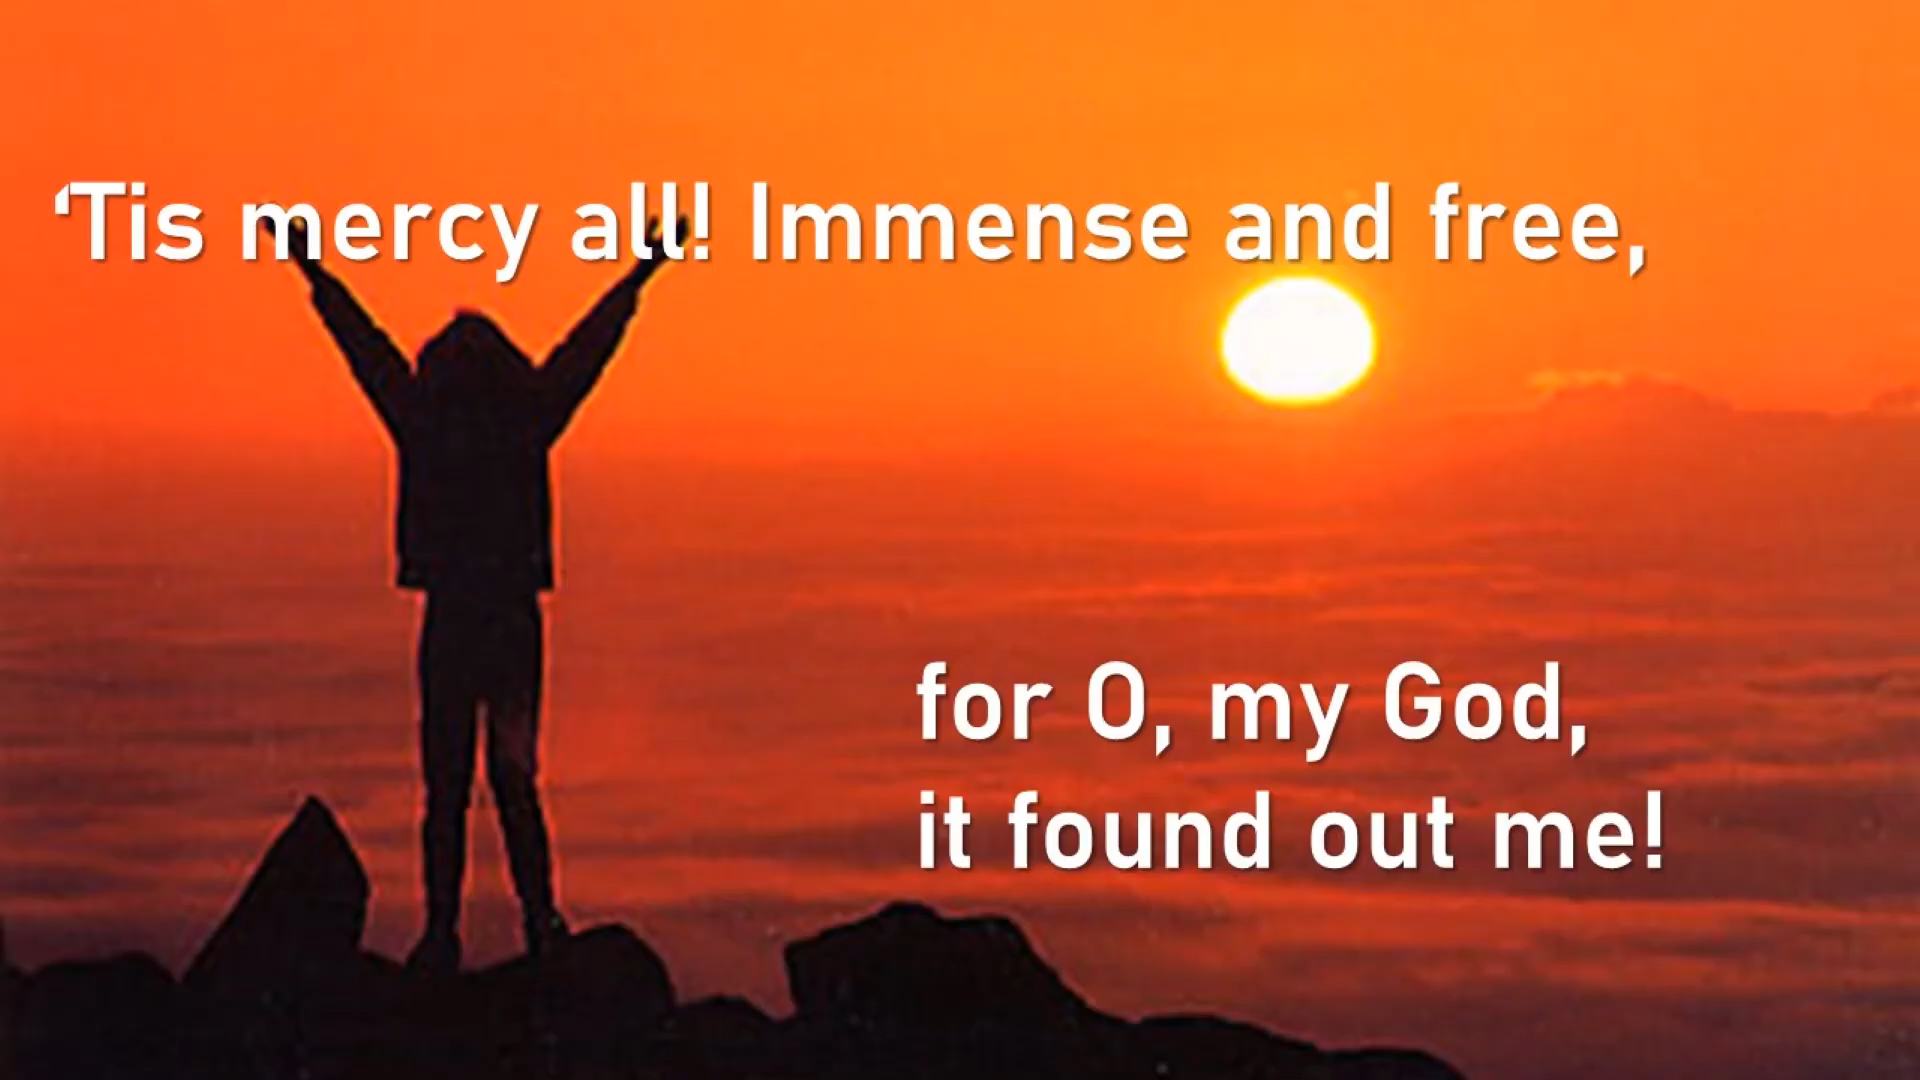 ‘Tis mercy all! Immense and free,
for O, my God,
it found out me!